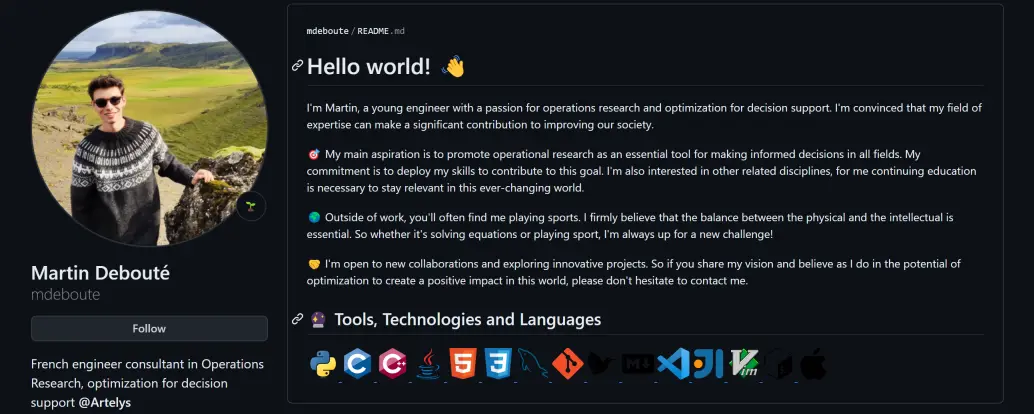 Martin Debouté
mdeboute
Follow
French engineer consultant in Operations
Research, optimization for decision
support @Artelys
mdeboute / README.md
Hello world! 👋
I'm Martin, a young engineer with a passion for operations research and optimization for decision support. I'm convinced that my field of
expertise can make a significant contribution to improving our society.
🎯 My main aspiration is to promote operational research as an essential tool for making informed decisions in all fields. My
commitment is to deploy my skills to contribute to this goal. I'm also interested in other related disciplines, for me continuing education
is necessary to stay relevant in this ever-changing world.
🌍 Outside of work, you'll often find me playing sports. I firmly believe that the balance between the physical and the intellectual is
essential. So whether it's solving equations or playing sport, I'm always up for a new challenge!
🤝 I'm open to new collaborations and exploring innovative projects. So if you share my vision and believe as I do in the potential of
optimization to create a positive impact in this world, please don't hesitate to contact me.
🔮 Tools, Technologies and Languages